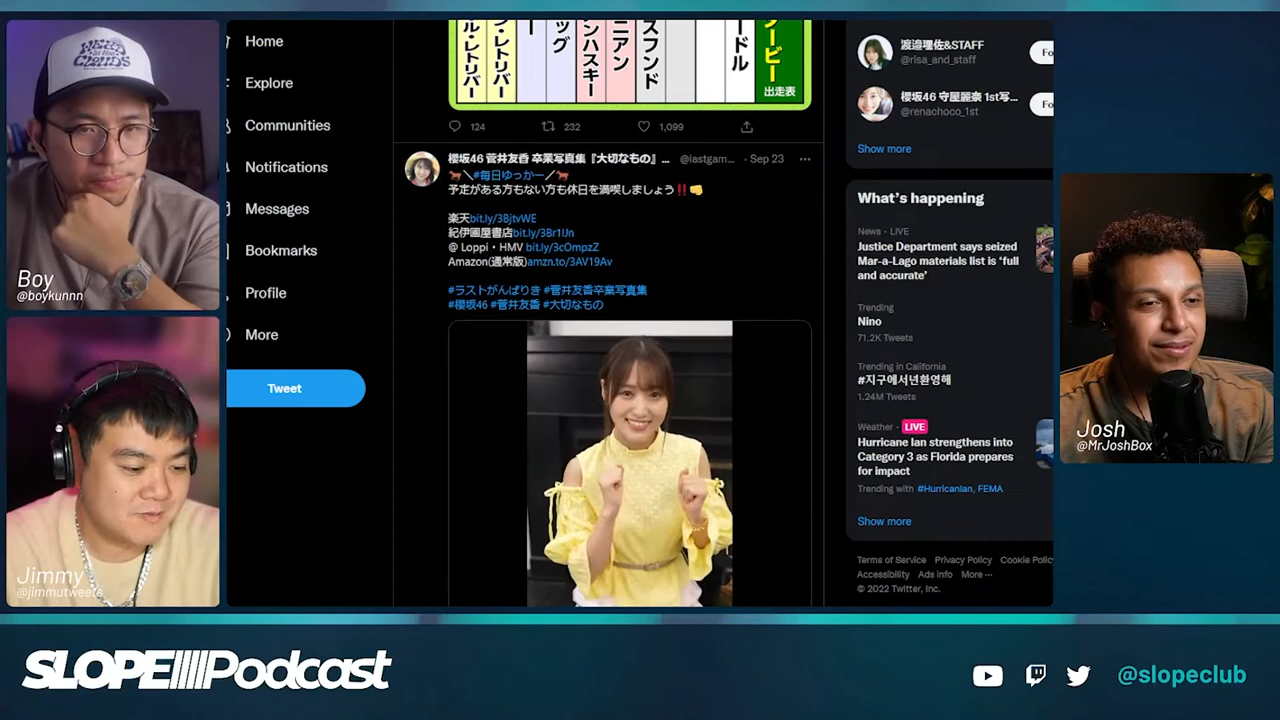 HEAD
IN THE
CLOUDS
Boy
@boykunnn
Jimmy
@jimmutweets
Home
Explore
Communities
Notifications
Messages
Bookmarks
Profile
More
Tweet
ル・レトリバー
ン・レトリバー
ー
ッグ
ンハスキー
ニアン
スフンド
ードル
ノービー
出走表
124
232
1,099
櫻坂46 菅井友香 卒業写真集『大切なもの』... @lastgam... · Sep 23
🐎＼#毎日ゆっかー／🐎
予定がある方もない方も休日を満喫しましょう‼️👊
楽天bit.ly/3BjtvWE
紀伊國屋書店bit.ly/3Br1lJn
@ Loppi・HMV bit.ly/3cOmpzZ
Amazon(通常版)amzn.to/3AV19Av
#ラストがんばりき #菅井友香卒業写真集
#櫻坂46 #菅井友香 #大切なもの
渡邉理佐&STAFF
@risa_and_staff
Fo
櫻坂46 守屋麗奈 1st写...
@renachoco_1st
Fo
Show more
What's happening
News · LIVE
Justice Department says seized
Mar-a-Lago materials list is 'full
and accurate'
Trending
Nino
71.2K Tweets
Trending in California
#지구에서년환영해
1.24M Tweets
Weather · LIVE
Hurricane Ian strengthens into
Category 3 as Florida prepares
for impact
Trending with #HurricaneIan, FEMA
Show more
Terms of Service Privacy Policy Cookie Polic
Accessibility Ads info More ···
© 2022 Twitter, Inc.
Josh
@MrJoshBox
SLOPE Podcast
@slopeclub